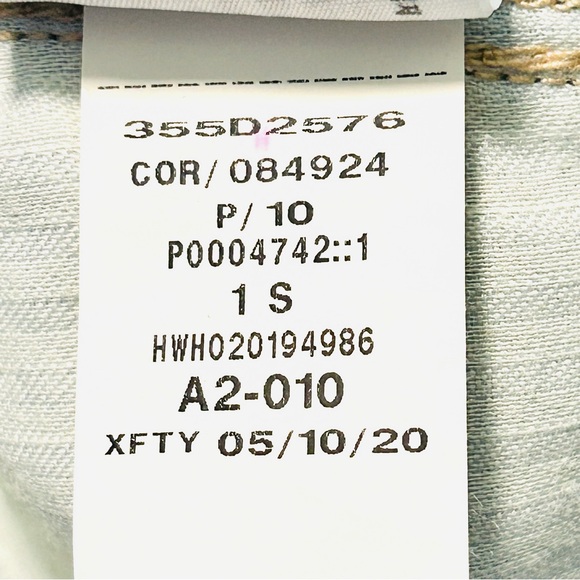 355D2576
COR/084924
P/10
P0004742::1
1 S
HWH020194986
A2-010
XFTY 05/10/20